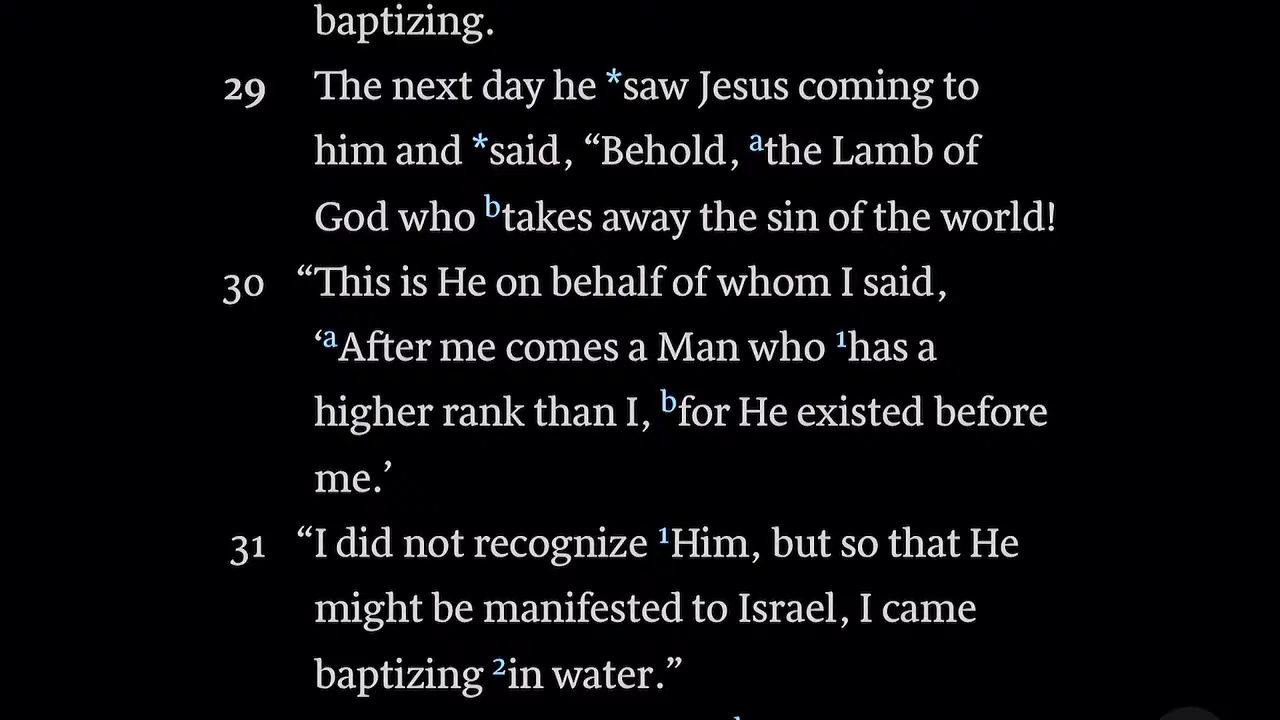 baptizing.
29 The next day he *saw Jesus coming to
him and *said, “Behold, ᵃthe Lamb of
God who ᵇtakes away the sin of the world!
30 “This is He on behalf of whom I said,
‘ᵃAfter me comes a Man who ¹has a
higher rank than I, ᵇfor He existed before
me.’
31 “I did not recognize ¹Him, but so that He
might be manifested to Israel, I came
baptizing ²in water.”